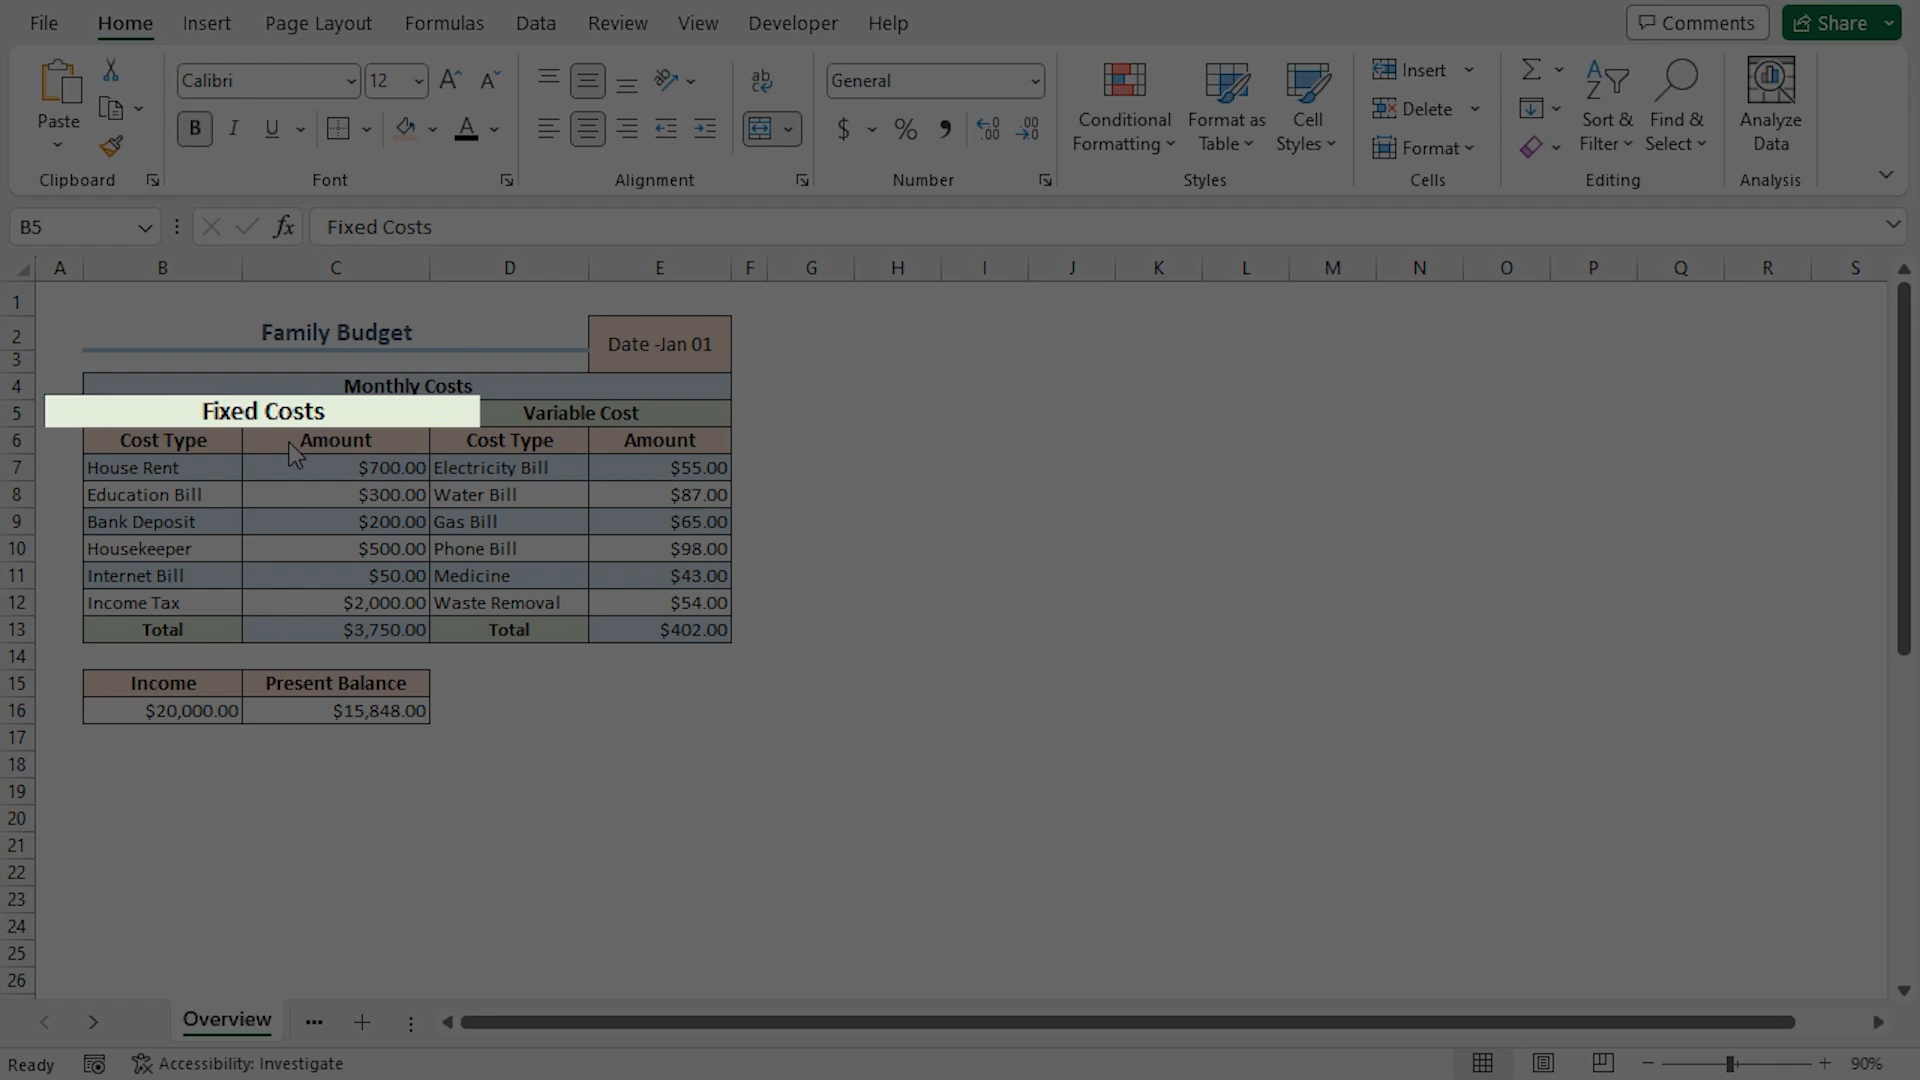 File Home Insert Page Layout Formulas Data Review View Developer Help Comments Share
Calibri 12 ab General Insert Σ A Z
Paste Conditional Formatting Format as Table Cell Styles Delete Sort & Filter Find & Select Analyze Data
B I U A $ % , .00 Format
Clipboard Font Alignment Number Styles Cells Editing Analysis
B5 fx Fixed Costs
A B C D E F G H I J K L M N O P Q R S
1
2 Family Budget Date -Jan 01
3
4 Monthly Costs
5 Fixed Costs Variable Cost
6 Cost Type Amount Cost Type Amount
7 House Rent $700.00 Electricity Bill $55.00
8 Education Bill $300.00 Water Bill $87.00
9 Bank Deposit $200.00 Gas Bill $65.00
10 Housekeeper $500.00 Phone Bill $98.00
11 Internet Bill $50.00 Medicine $43.00
12 Income Tax $2,000.00 Waste Removal $54.00
13 Total $3,750.00 Total $402.00
14
15 Income Present Balance
16 $20,000.00 $15,848.00
17
18
19
20
21
22
23
24
25
26
Overview ...
Ready Accessibility: Investigate 90%